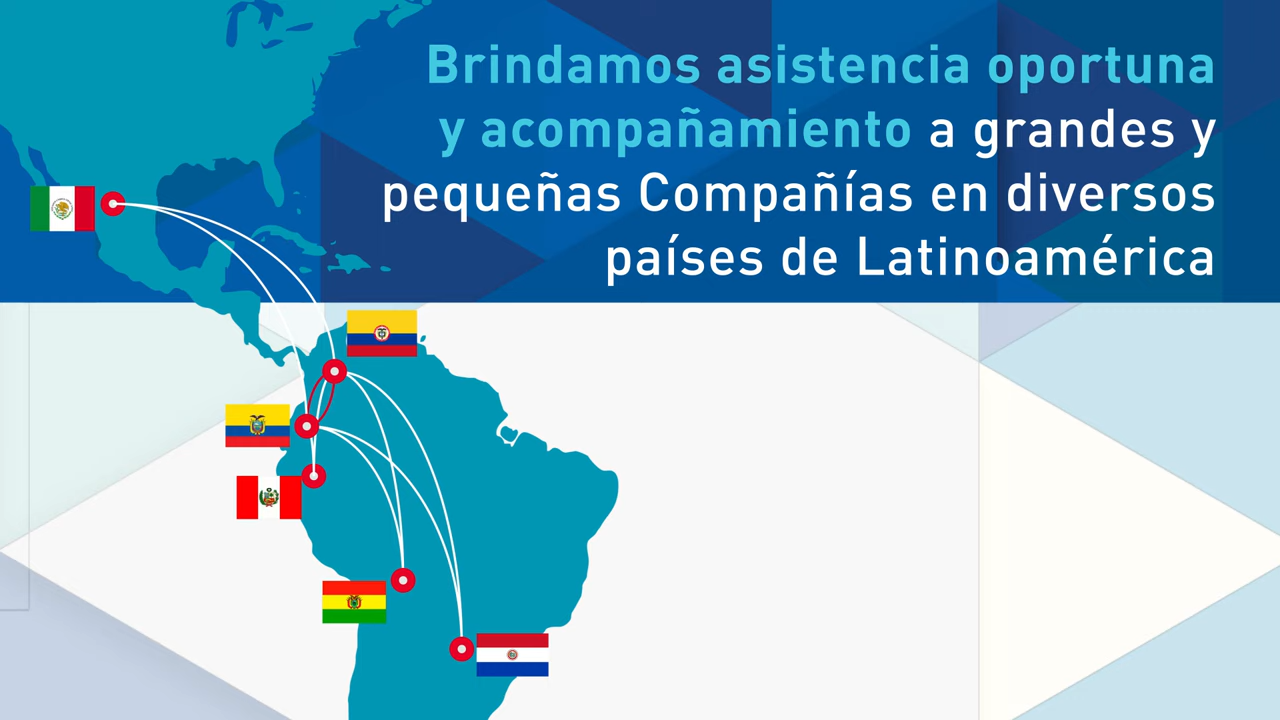 Brindamos asistencia oportuna
y acompañamiento a grandes y
pequeñas Compañías en diversos
países de Latinoamérica